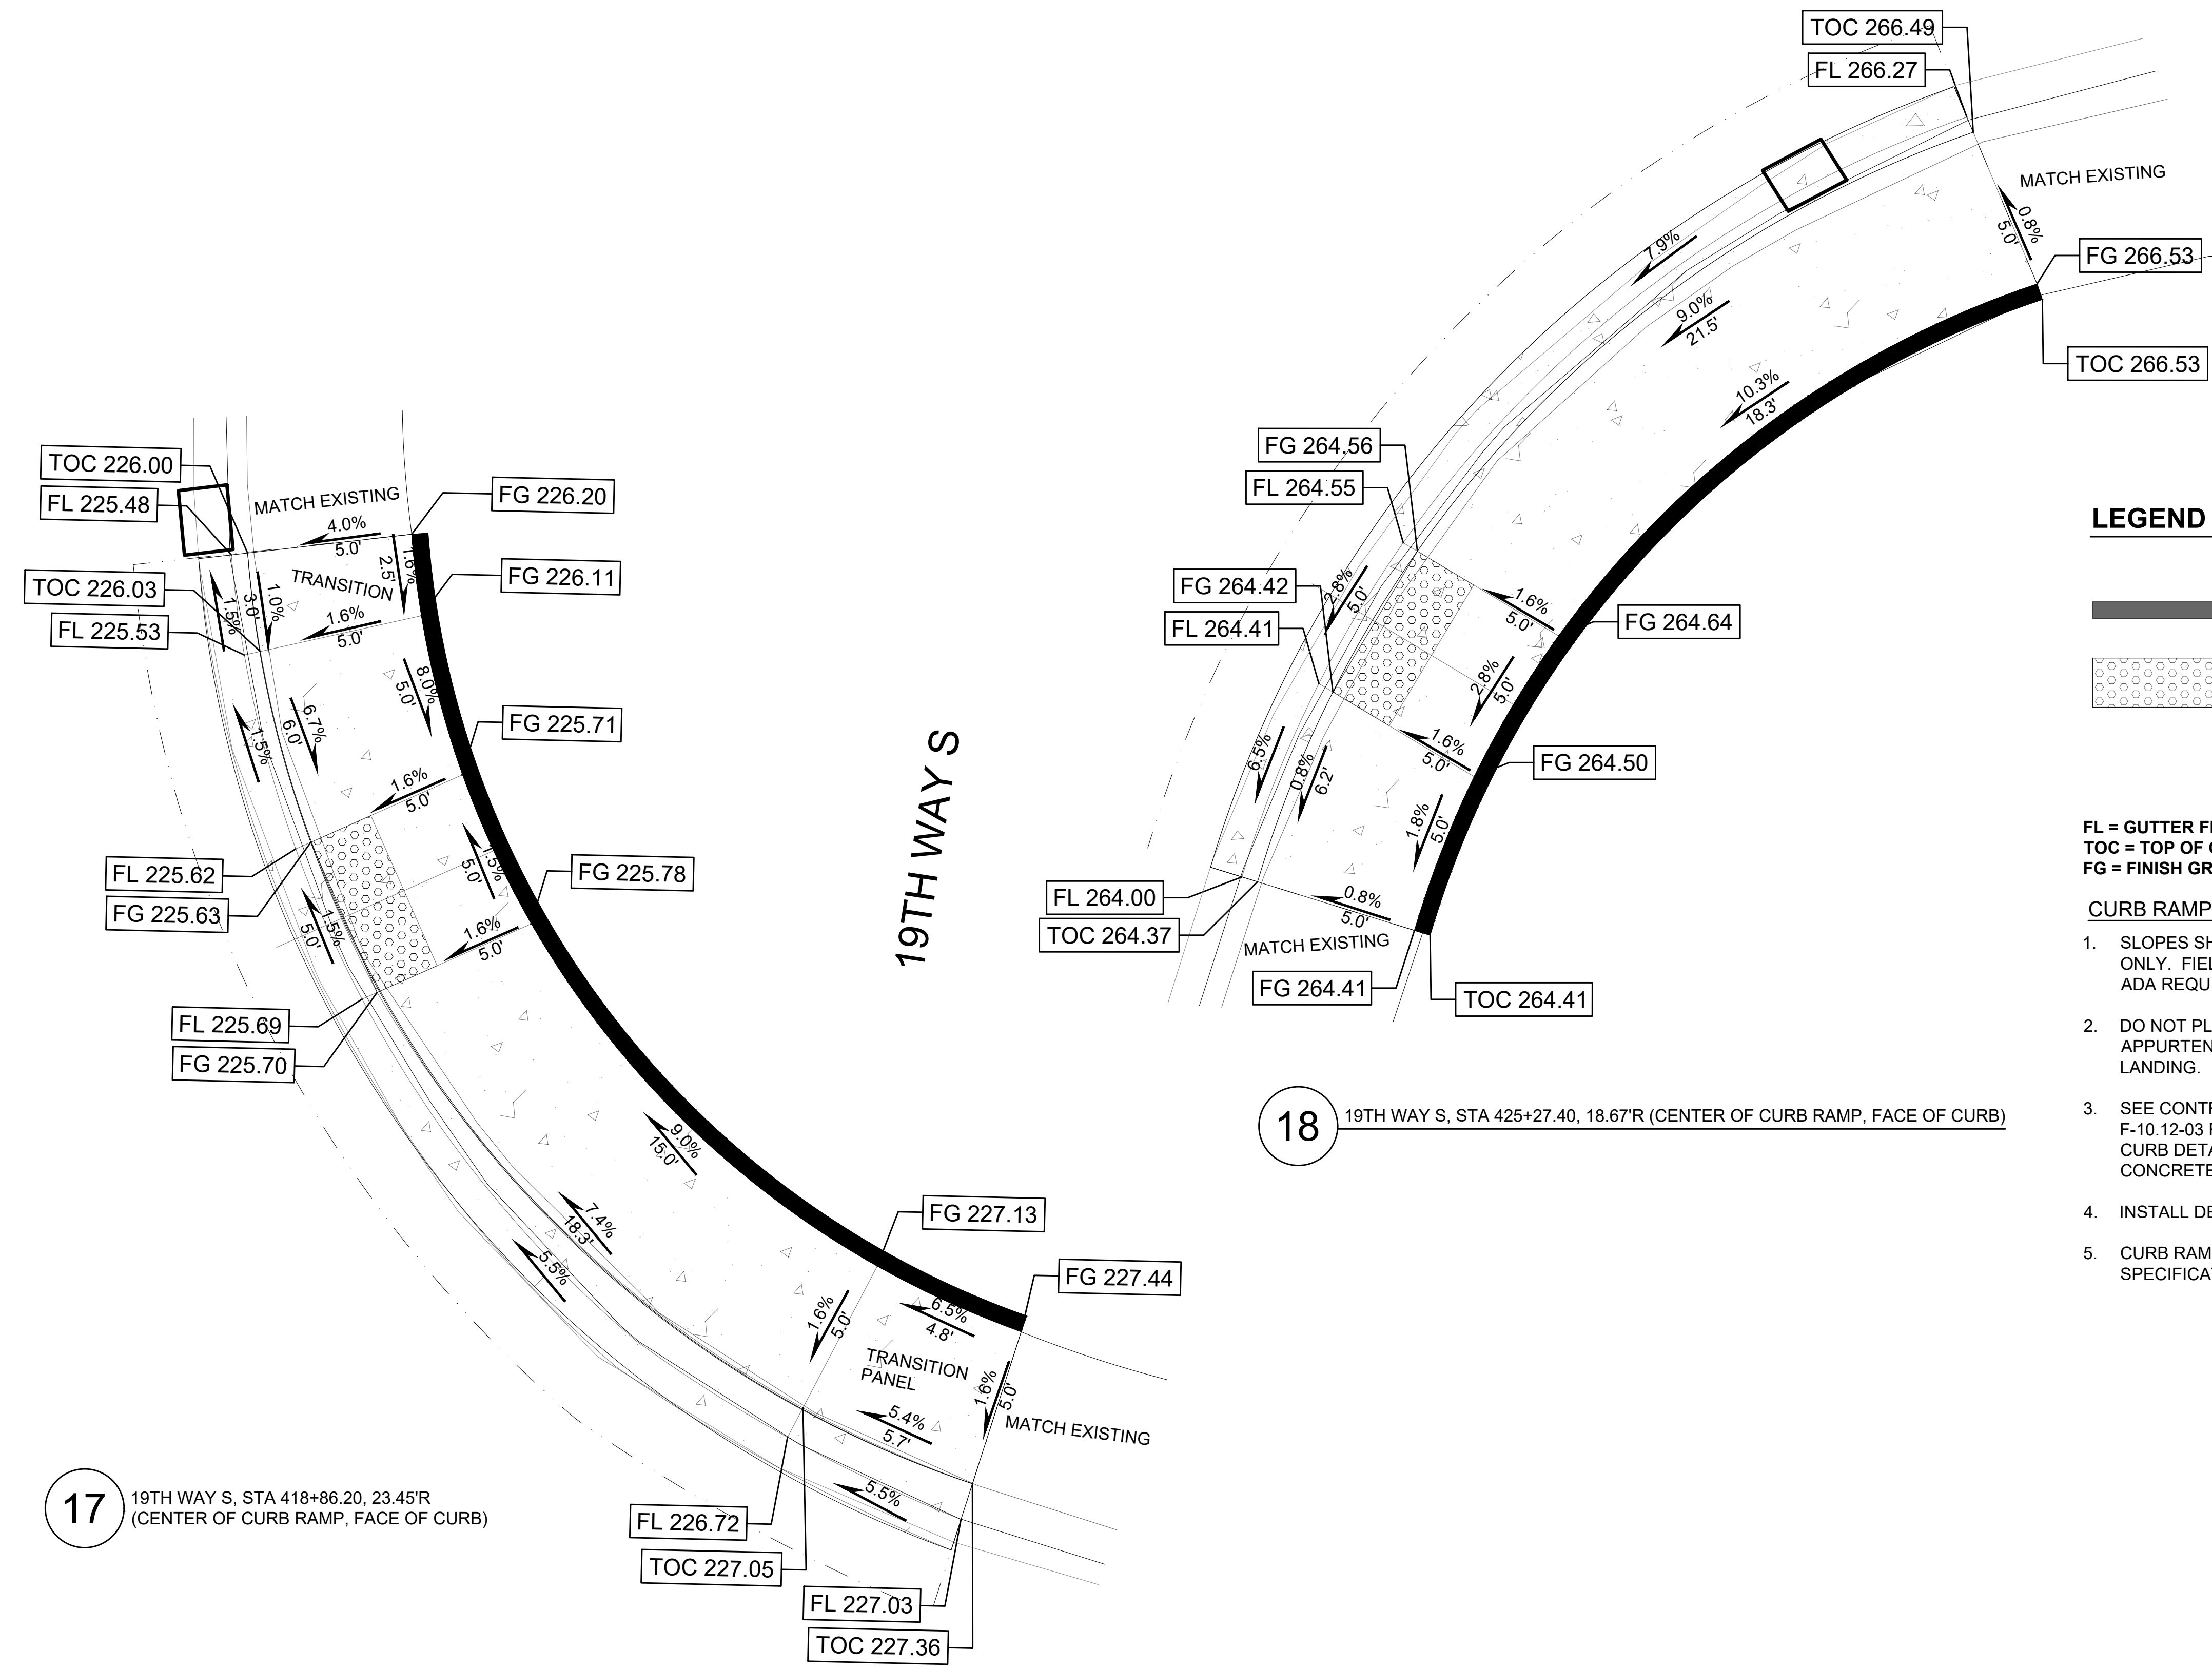 TOC 226.00
FL 225.48
MATCH EXISTING
4.0%
5.0'
FG 226.20
TOC 226.03
FL 225.53
TRANSITION
1.5%
3.0'
1.0%
2.5'
1.6%
1.6%
5.0'
FG 226.11
8.0%
5.0'
6.7%
6.0'
1.5%
FG 225.71
1.6%
5.0'
FL 225.62
FG 225.63
1.5%
5.0'
FG 225.78
1.5%
5.0'
1.6%
5.0'
FL 225.69
FG 225.70
9.0%
15.0'
7.4%
18.3'
5.5%
FG 227.13
FG 227.44
6.5%
4.8'
1.6%
5.0'
TRANSITION
PANEL
1.6%
5.0'
MATCH EXISTING
5.4%
5.7'
5.5%
FL 226.72
TOC 227.05
FL 227.03
TOC 227.36
17
19TH WAY S, STA 418+86.20, 23.45'R
(CENTER OF CURB RAMP, FACE OF CURB)
19TH WAY S
TOC 266.49
FL 266.27
MATCH EXISTING
0.8%
5.0'
FG 266.53
TOC 266.53
7.9%
9.0%
21.5'
10.3%
18.3'
FG 264.56
FL 264.55
2.8%
5.0'
1.6%
5.0'
FG 264.64
FG 264.42
FL 264.41
2.8%
5.0'
1.6%
5.0'
FG 264.50
6.5%
0.8%
6.2'
1.8%
5.0'
FL 264.00
TOC 264.37
0.8%
5.0'
MATCH EXISTING
FG 264.41
TOC 264.41
18
19TH WAY S, STA 425+27.40, 18.67'R (CENTER OF CURB RAMP, FACE OF CURB)
LEGEND
FL = GUTTER
TOC = TOP OF
FG = FINISH
CURB RAMP
1. SLOPES
ONLY.
ADA
2. DO NOT
LANDING.
3. SEE
F-10.12-03
CURB
4. INSTALL
5. CURB